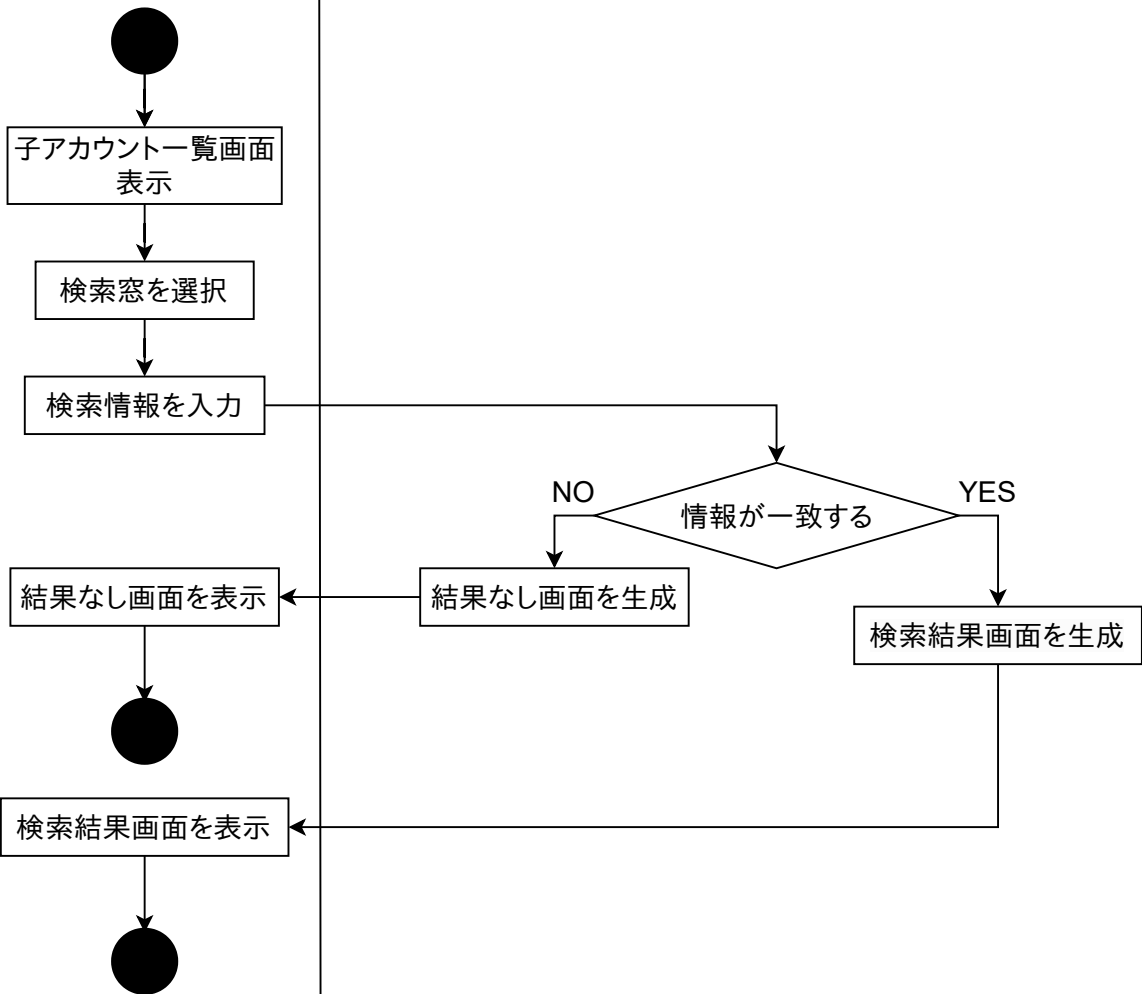 子アカウント一覧画面
表示
検索窓を選択
検索情報を入力
NO
YES
情報が一致する
結果なし画面を表示
結果なし画面を生成
検索結果画面を生成
検索結果画面を表示